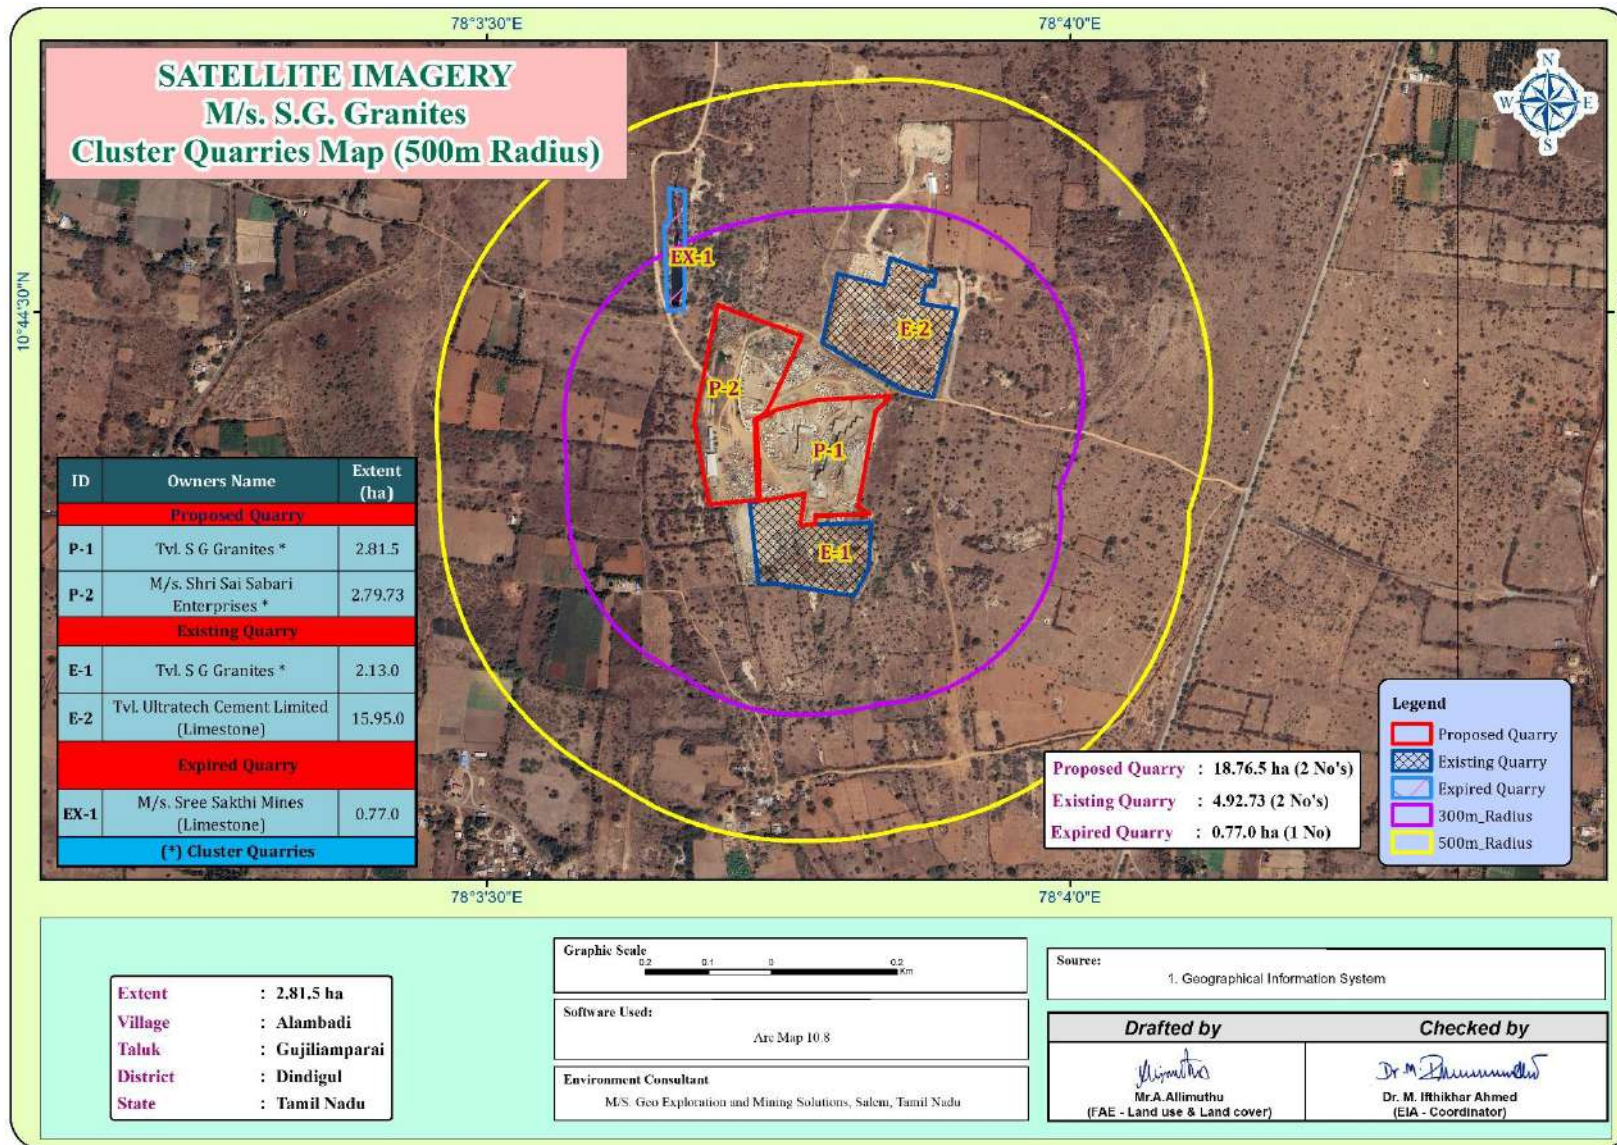 78°3'30"E
78°4'0"E
SATELLITE IMAGERY
M/s. S.G. Granites
Cluster Quarries Map (500m Radius)
N
W
E
S
10°44'30"N
EX-1
E-2
P-2
P-1
E-1
ID Owners Name Extent (ha)
Proposed Quarry
P-1 Tvl. S G Granites * 2.81.5
P-2 M/s. Shri Sai Sabari Enterprises * 2.79.73
Existing Quarry
E-1 Tvl. S G Granites * 2.13.0
E-2 Tvl. Ultratech Cement Limited (Limestone) 15.95.0
Expired Quarry
EX-1 M/s. Sree Sakthi Mines (Limestone) 0.77.0
(*) Cluster Quarries
Proposed Quarry : 18.76.5 ha (2 No's)
Existing Quarry : 4.92.73 (2 No's)
Expired Quarry : 0.77.0 ha (1 No)
Legend
Proposed Quarry
Existing Quarry
Expired Quarry
300m_Radius
500m_Radius
78°3'30"E
78°4'0"E
Extent : 2.81.5 ha
Village : Alambadi
Taluk : Gujiliamparai
District : Dindigul
State : Tamil Nadu
Graphic Scale
0.2 0.1 0 0.2
Km
Software Used:
Arc Map 10.8
Environment Consultant
M/S. Geo Exploration and Mining Solutions, Salem, Tamil Nadu
Source:
1. Geographical Information System
Drafted by Checked by
Mr.A.Allimuthu
(FAE - Land use & Land cover)
Dr. M.
Dr. M. Ifthikhar Ahmed
(EIA - Coordinator)